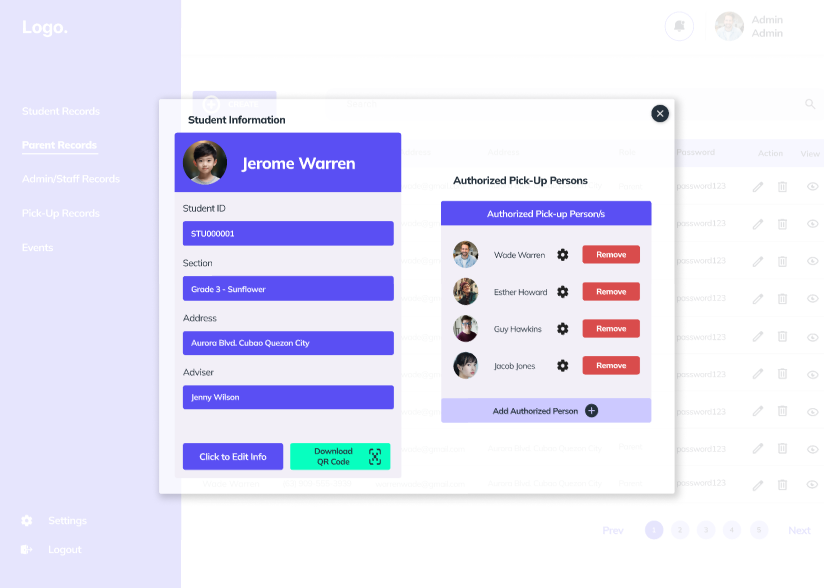 Logo.
Admin
Admin
Student Records
Parent Records
Admin/Staff Records
Pick-Up Records
Events
Settings
Logout
Student Information
Jerome Warren
Student ID
STU000001
Section
Grade 3 - Sunflower
Address
Aurora Blvd. Cubao Quezon City
Adviser
Jenny Wilson
Click to Edit Info
Download
QR Code
Authorized Pick-Up Persons
Authorized Pick-up Person/s
Wade Warren
Remove
Esther Howard
Remove
Guy Hawkins
Remove
Jacob Jones
Remove
Add Authorized Person
Password
Action
View
password123
password123
password123
password123
password123
password123
password123
password123
password123
Prev
1
2
3
4
5
Next